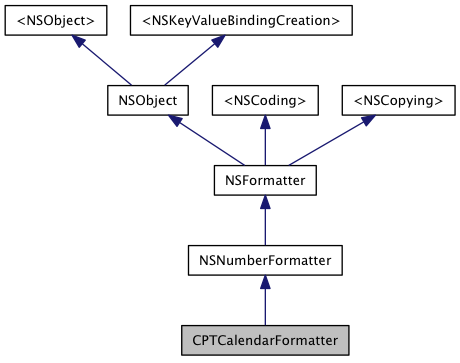 <NSObject>
<NSKeyValueBindingCreation>
NSObject
<NSCoding>
<NSCopying>
NSFormatter
NSNumberFormatter
CPTCalendarFormatter